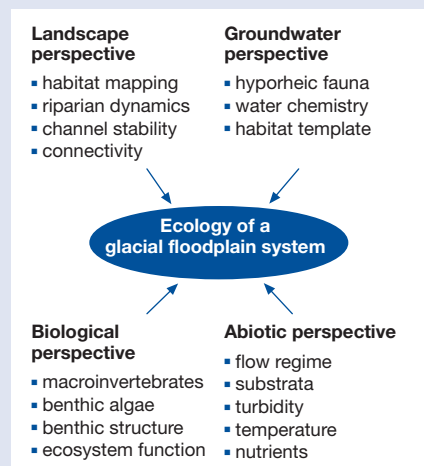 Landscape
perspective
▪ habitat mapping
▪ riparian dynamics
▪ channel stability
▪ connectivity
Groundwater
perspective
▪ hyporheic fauna
▪ water chemistry
▪ habitat template
Ecology of a
glacial floodplain system
Biological
perspective
▪ macroinvertebrates
▪ benthic algae
▪ benthic structure
▪ ecosystem function
Abiotic perspective
▪ flow regime
▪ substrata
▪ turbidity
▪ temperature
▪ nutrients